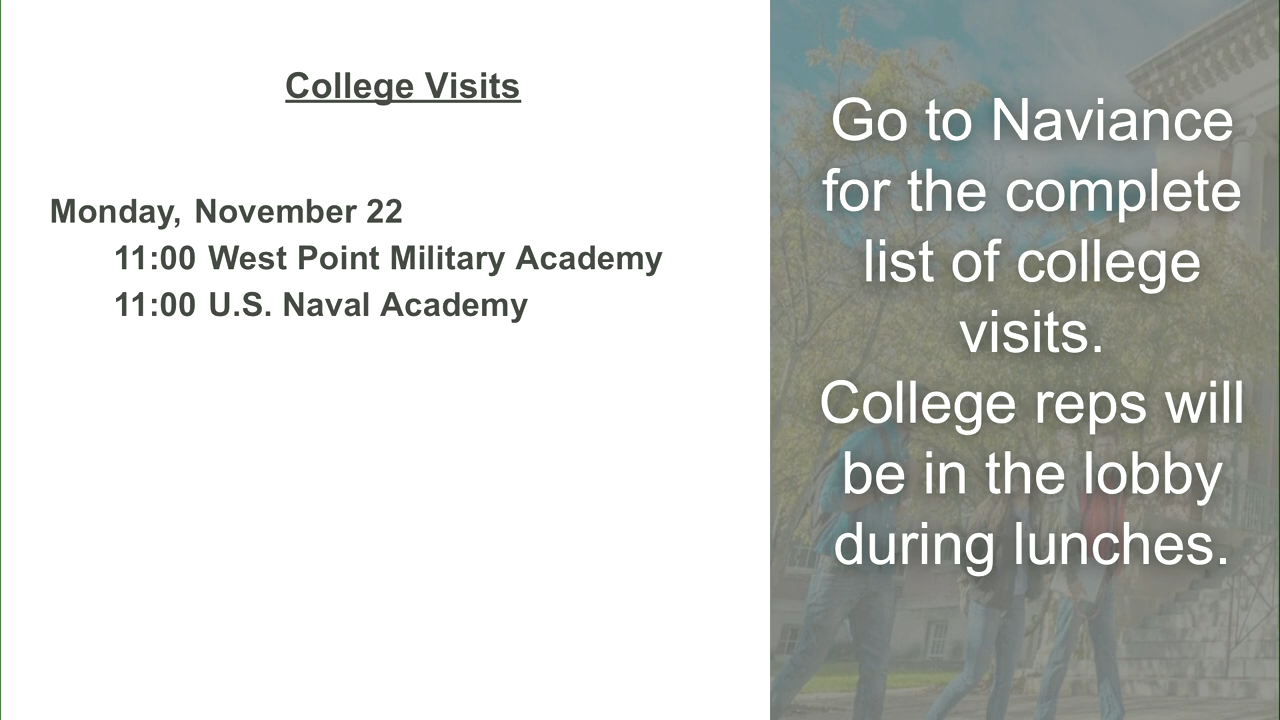 College Visits
Monday, November 22
11:00 West Point Military Academy
11:00 U.S. Naval Academy
Go to Naviance
for the complete
list of college
visits.
College reps will
be in the lobby
during lunches.